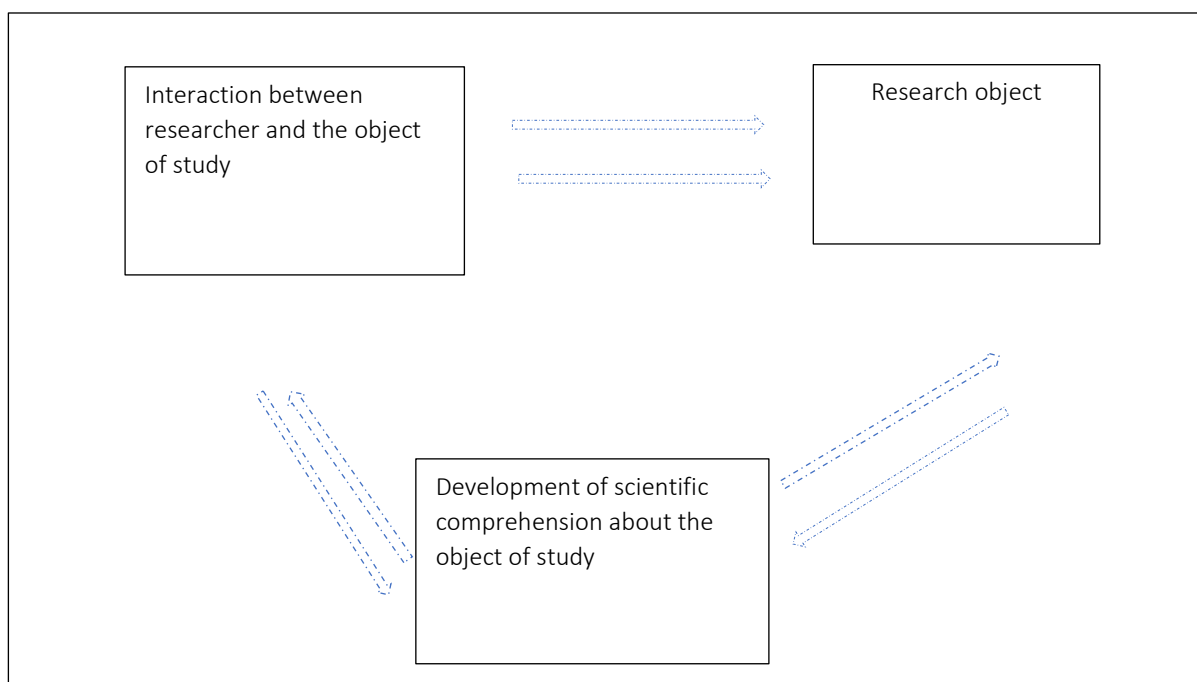 Interaction between
researcher and the object
of study
Research object
Development of scientific
comprehension about the
object of study